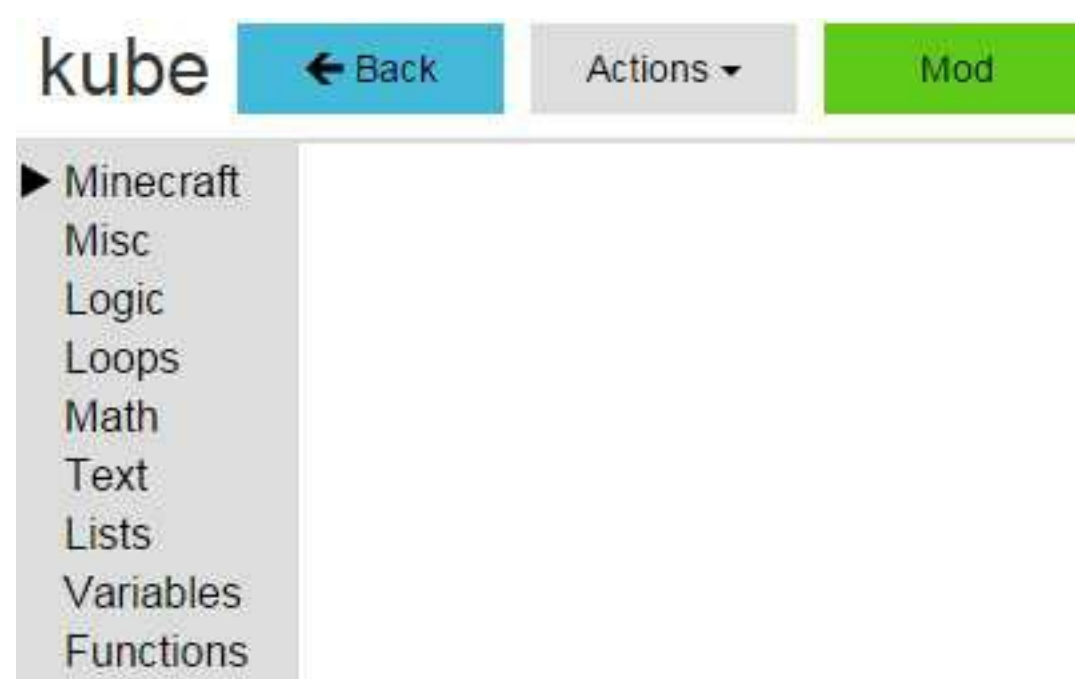 kube Back Actions Mod
Minecraft
Misc
Logic
Loops
Math
Text
Lists
Variables
Functions